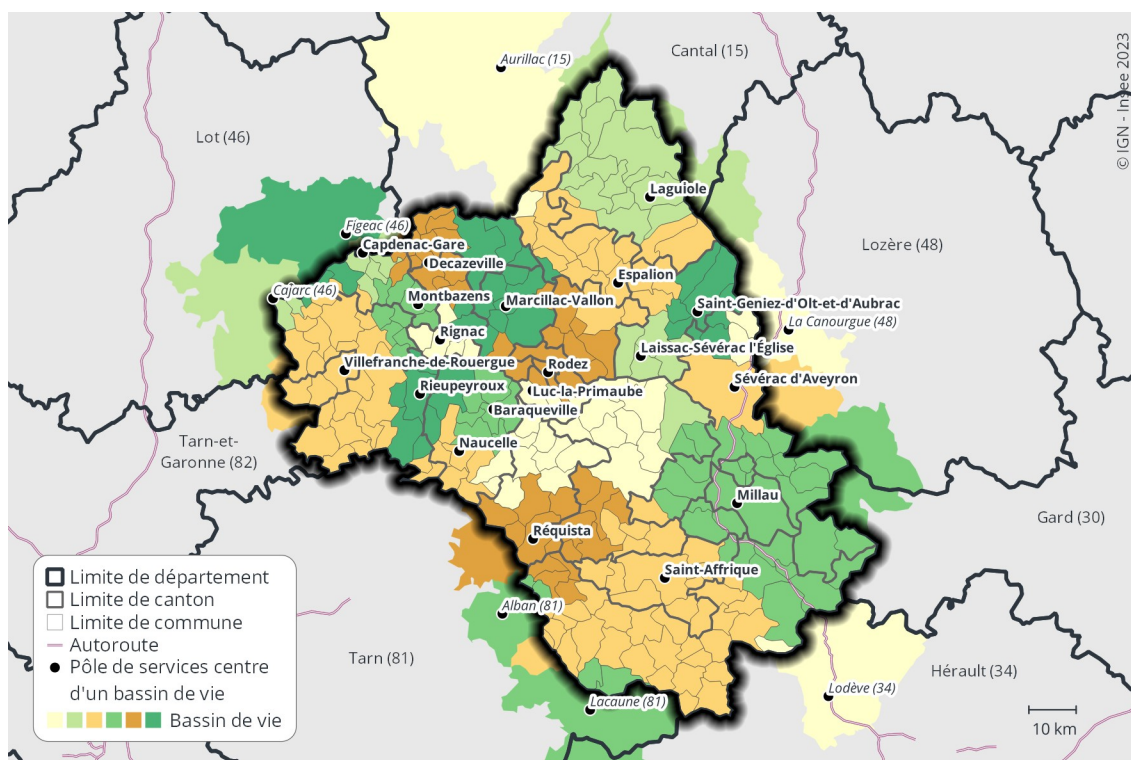 © IGN - Insee 2023
Aurillac (15)
Cantal (15)
Lot (46)
Laguiole
Figeac (46)
Capdenac-Gare
Lozère (48)
Decazeville
Espalion
Cajarc (46)
Montbazens
Marcillac-Vallon
Saint-Geniez-d'Olt-et-d'Aubrac
La Canourgue (48)
Rignac
Laissac-Sévérac l'Église
Villefranche-de-Rouergue
Rodez
Sévérac d'Aveyron
Rieupeyroux
Luc-la-Primaube
Baraqueville
Tarn-et-
Garonne (82)
Naucelle
Millau
Gard (30)
Réquista
Saint-Affrique
Alban (81)
Tarn (81)
Hérault (34)
Lodève (34)
Lacaune (81)
Limite de département
Limite de canton
Limite de commune
Autoroute
Pôle de services centre
d'un bassin de vie
Bassin de vie
10 km